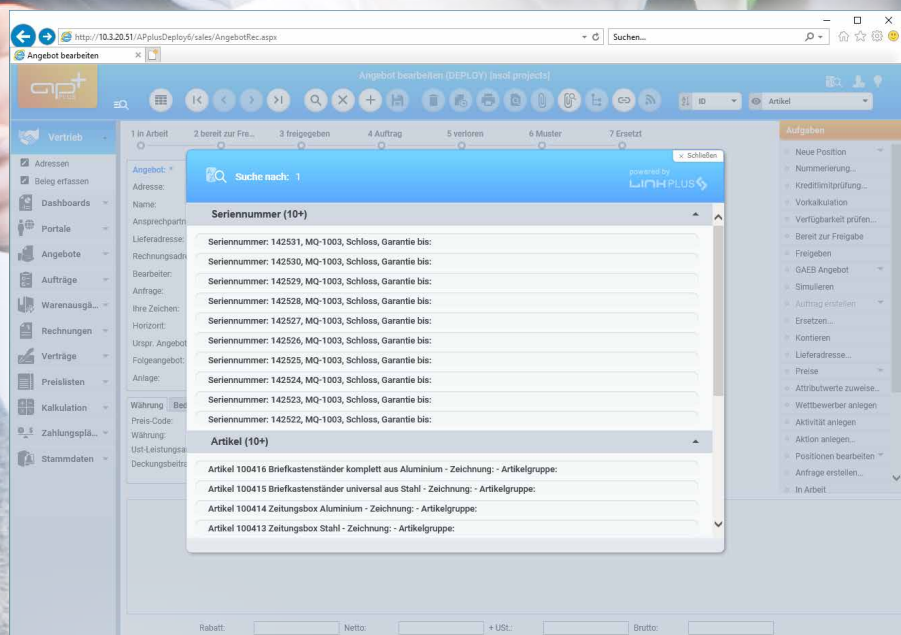 http://10.3.20.51/APplusDeploy6/sales/AngebotRec.aspx
Suchen...
Angebot bearbeiten
Angebot bearbeiten (DEPLOY) [asol.projects]
ap+
PLUS
ID
Artikel
Vertrieb
Adressen
Beleg erfassen
Dashboards
Portale
Angebote
Aufträge
Warenausgä...
Rechnungen
Verträge
Preislisten
Kalkulation
Zahlungsplä...
Stammdaten
1 in Arbeit
2 bereit zur Fre...
3 freigegeben
4 Auftrag
5 verloren
6 Muster
7 Ersetzt
Angebot: *
Adresse:
Name:
Ansprechpartn
Lieferadresse:
Rechnungsadre
Bearbeiter:
Anfrage:
Ihre Zeichen:
Horizont:
Urspr. Angebot
Folgeangebot:
Anlage:
Währung
Bed
Preis-Code:
Währung:
Ust-Leistungsa
Deckungsbeitra
× Schließen
Suche nach: 1
powered by
LINKPLUS
Seriennummer (10+)
Seriennummer: 142531, MQ-1003, Schloss, Garantie bis:
Seriennummer: 142530, MQ-1003, Schloss, Garantie bis:
Seriennummer: 142529, MQ-1003, Schloss, Garantie bis:
Seriennummer: 142528, MQ-1003, Schloss, Garantie bis:
Seriennummer: 142527, MQ-1003, Schloss, Garantie bis:
Seriennummer: 142526, MQ-1003, Schloss, Garantie bis:
Seriennummer: 142525, MQ-1003, Schloss, Garantie bis:
Seriennummer: 142524, MQ-1003, Schloss, Garantie bis:
Seriennummer: 142523, MQ-1003, Schloss, Garantie bis:
Seriennummer: 142522, MQ-1003, Schloss, Garantie bis:
Artikel (10+)
Artikel 100416 Briefkastenständer komplett aus Aluminium - Zeichnung: - Artikelgruppe:
Artikel 100415 Briefkastenständer universal aus Stahl - Zeichnung: - Artikelgruppe:
Artikel 100414 Zeitungsbox Aluminium - Zeichnung: - Artikelgruppe:
Artikel 100413 Zeitungsbox Stahl - Zeichnung: - Artikelgruppe:
Aufgaben
Neue Position
Nummerierung...
Kreditlimitprüfung...
Vorkalkulation
Verfügbarkeit prüfen...
Bereit zur Freigabe
Freigeben
GAEB Angebot
Simulieren
Auftrag erstellen
Ersetzen...
Kontieren
Lieferadresse...
Preise
Attributwerte zuweise...
Wettbewerber anlegen
Aktivität anlegen
Aktion anlegen...
Positionen bearbeiten
Anfrage erstellen...
In Arbeit
Rabatt:
Netto:
+ USt.:
Brutto: